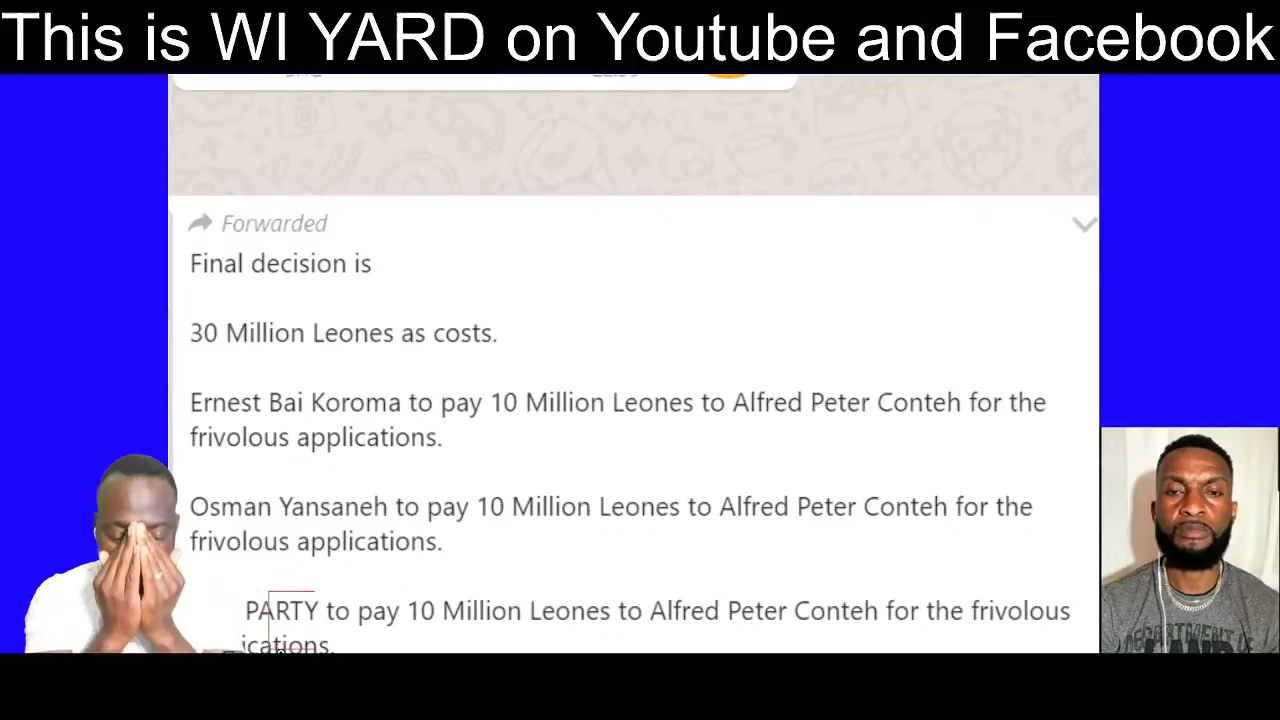 This is WI YARD on Youtube and Facebook
Forwarded
Final decision is
30 Million Leones as costs.
Ernest Bai Koroma to pay 10 Million Leones to Alfred Peter Conteh for the
frivolous applications.
Osman Yansaneh to pay 10 Million Leones to Alfred Peter Conteh for the
frivolous applications.
PARTY to pay 10 Million Leones to Alfred Peter Conteh for the frivolous
ications.
DEPARTMENT OF